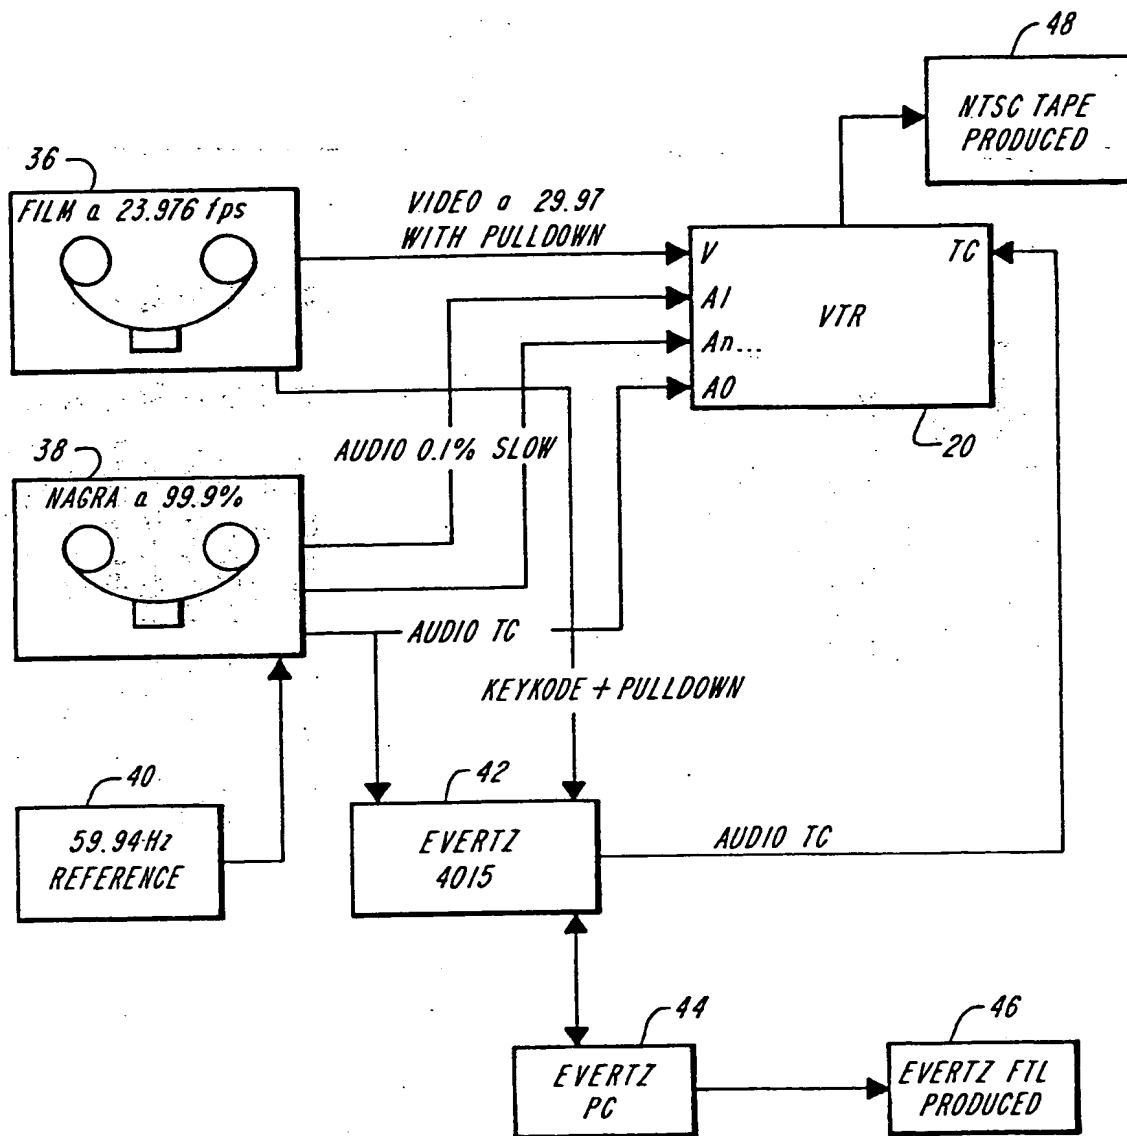 48
NTSC TAPE
PRODUCED
36
FILM a 23.976 fps
VIDEO a 29.97
WITH PULLDOWN
V
TC
A1
VTR
An...
A0
20
38
AUDIO 0.1% SLOW
NAGRA a 99.9%
AUDIO TC
KEYKODE + PULLDOWN
40
59.94 Hz
REFERENCE
42
EVERTZ
4015
AUDIO TC
44
EVERTZ
PC
46
EVERTZ FTL
PRODUCED